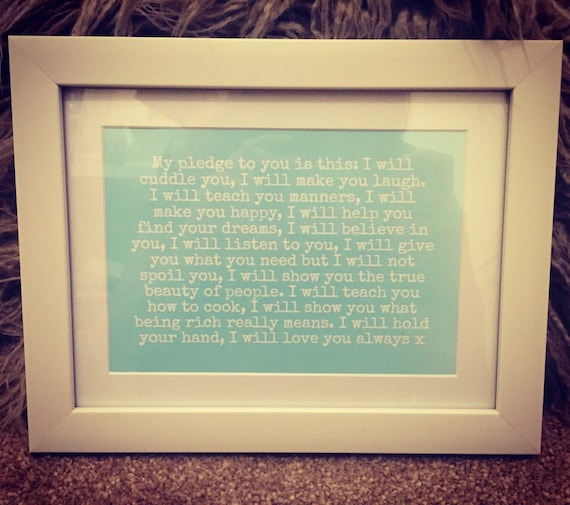 My pledge to you is this: I will
cuddle you, I will make you laugh.
I will teach you manners, I will
make you happy, I will help you
find your dreams, I will believe in
you, I will listen to you, I will give
you what you need but I will not
spoil you, I will show you the true
beauty of people. I will teach you
how to cook, I will show you what
being rich really means. I will hold
your hand, I will love you always x